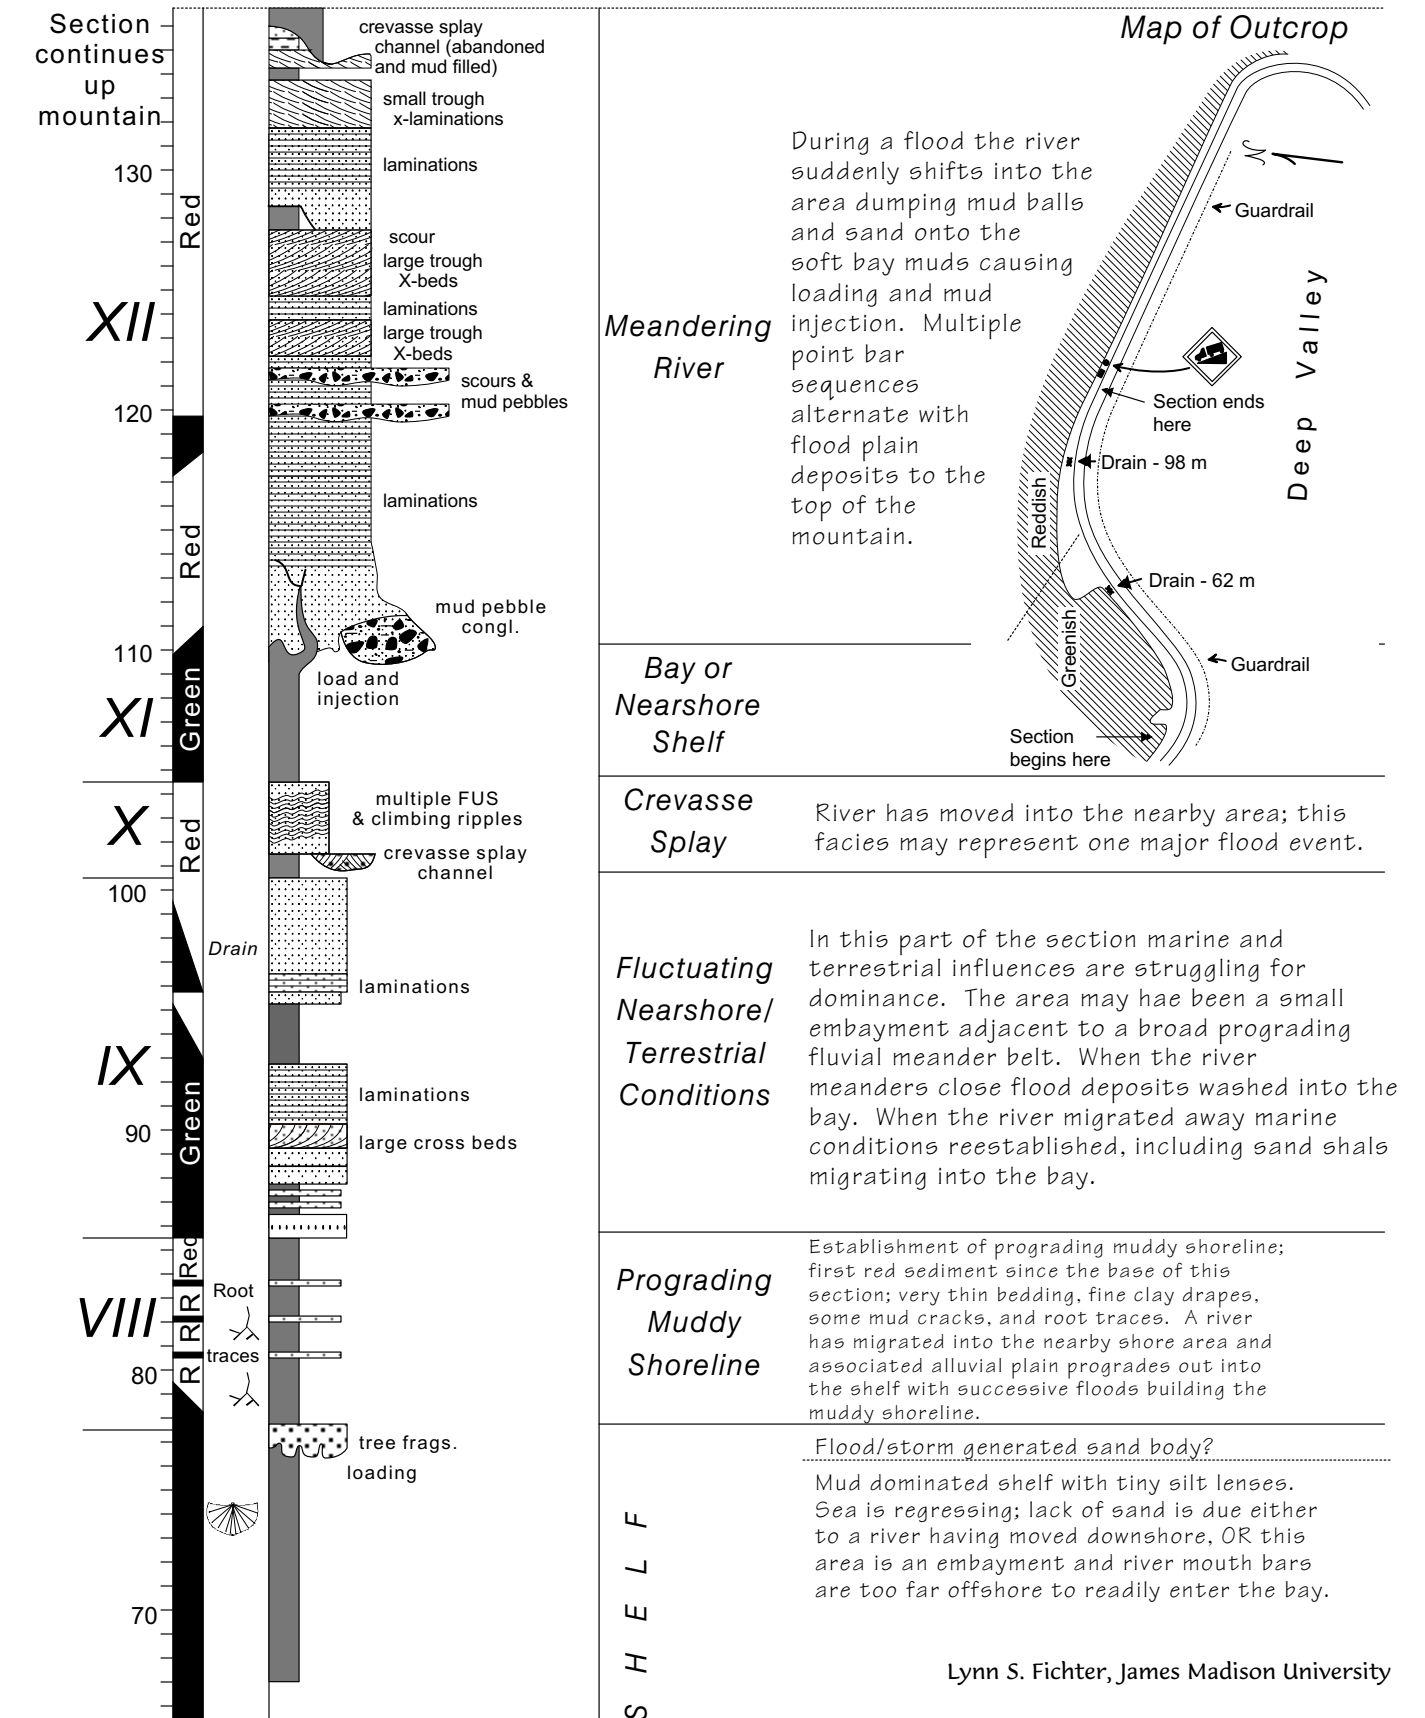 Section
continues
up
mountain
130
120
110
100
90
80
70
XII
XI
X
IX
VIII
Red
Red
Green
Red
Green
Red
R
R
R
Drain
Root
traces
crevasse splay
channel (abandoned
and mud filled)
small trough
x-laminations
laminations
scour
large trough
X-beds
laminations
large trough
X-beds
scours &
mud pebbles
laminations
mud pebble
congl.
load and
injection
multiple FUS
& climbing ripples
crevasse splay
channel
laminations
laminations
large cross beds
tree frags.
loading
Meandering
River
During a flood the river
suddenly shifts into the
area dumping mud balls
and sand onto the
soft bay muds causing
loading and mud
injection. Multiple
point bar
sequences
alternate with
flood plain
deposits to the
top of the
mountain.
Map of Outcrop
N
Guardrail
Deep Valley
Section ends
here
Drain - 98 m
Reddish
Drain - 62 m
Greenish
Guardrail
Section
begins here
Bay or
Nearshore
Shelf
Crevasse
Splay
River has moved into the nearby area; this
facies may represent one major flood event.
Fluctuating
Nearshore/
Terrestrial
Conditions
In this part of the section marine and
terrestrial influences are struggling for
dominance. The area may hae been a small
embayment adjacent to a broad prograding
fluvial meander belt. When the river
meanders close flood deposits washed into the
bay. When the river migrated away marine
conditions reestablished, including sand shals
migrating into the bay.
Prograding
Muddy
Shoreline
Establishment of prograding muddy shoreline;
first red sediment since the base of this
section; very thin bedding, fine clay drapes,
some mud cracks, and root traces. A river
has migrated into the nearby shore area and
associated alluvial plain progrades out into
the shelf with successive floods building the
muddy shoreline.
Flood/storm generated sand body?
SHELF
Mud dominated shelf with tiny silt lenses.
Sea is regressing; lack of sand is due either
to a river having moved downshore, OR this
area is an embayment and river mouth bars
are too far offshore to readily enter the bay.
Lynn S. Fichter, James Madison University